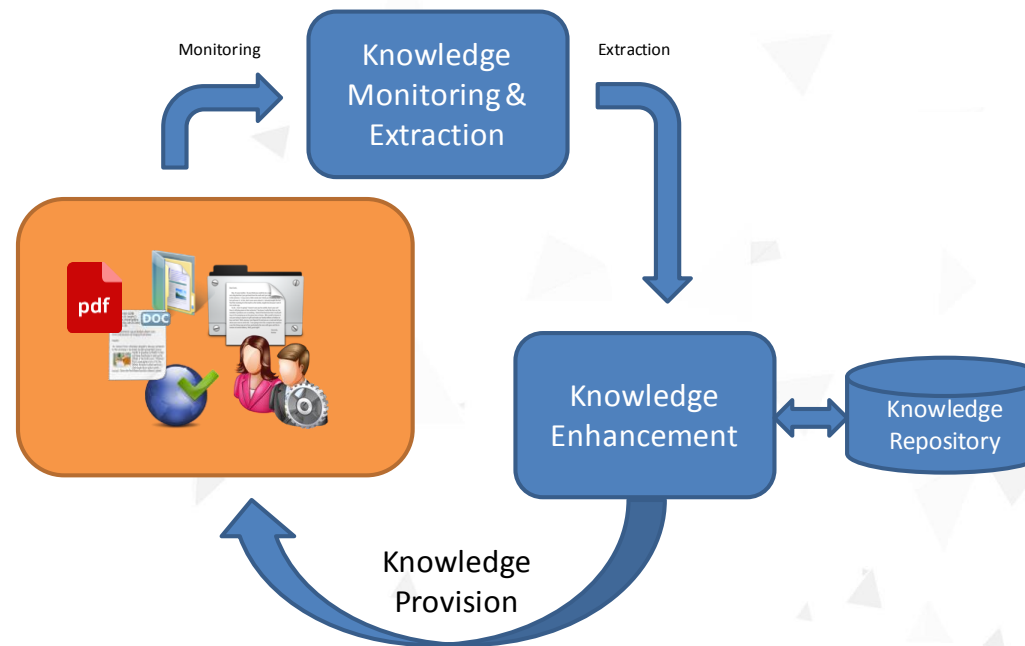 Monitoring
Knowledge
Monitoring &
Extraction
Extraction
pdf
DOC
Knowledge
Enhancement
Knowledge
Repository
Knowledge
Provision